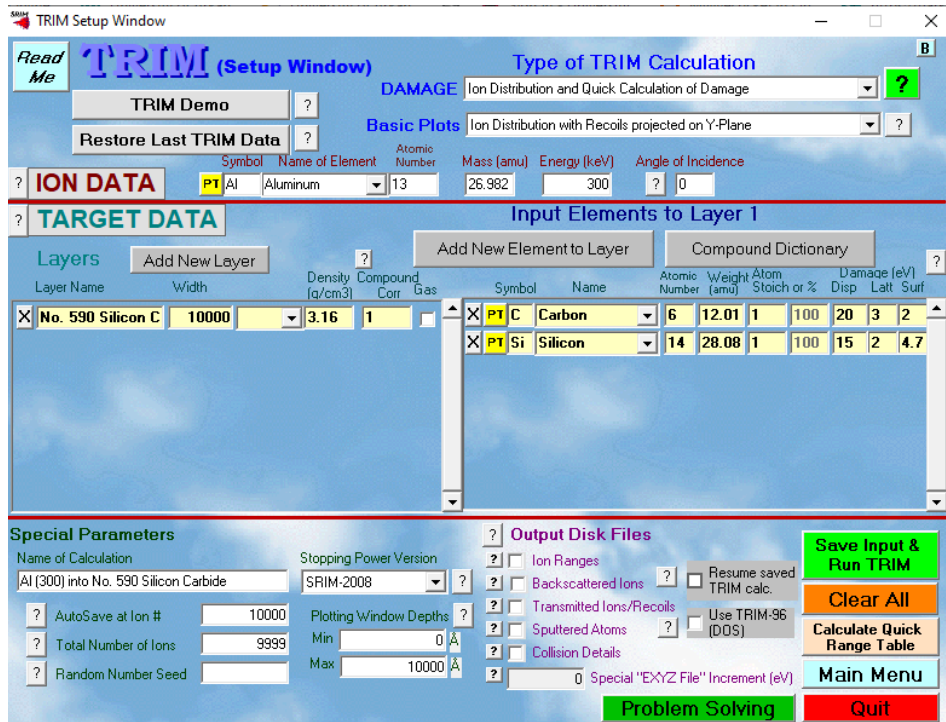 SRIM TRIM Setup Window
B
Read Me
TRIM (Setup Window)
Type of TRIM Calculation
DAMAGE Ion Distribution and Quick Calculation of Damage ?
TRIM Demo ?
Basic Plots Ion Distribution with Recoils projected on Y-Plane ?
Restore Last TRIM Data ?
Symbol Name of Element Atomic Number Mass (amu) Energy (keV) Angle of Incidence
? ION DATA PT Al Aluminum 13 26.982 300 ? 0
? TARGET DATA
Input Elements to Layer 1
Layers Add New Layer ?
Add New Element to Layer Compound Dictionary ?
Layer Name Width Density (g/cm3) Compound Corr Gas
X No. 590 Silicon C 10000 3.16 1
Symbol Name Atomic Number Weight (amu) Atom Stoich or % Damage (eV) Disp Latt Surf
X PT C Carbon 6 12.01 1 100 20 3 2
X PT Si Silicon 14 28.08 1 100 15 2 4.7
Special Parameters
Name of Calculation
Al (300) into No. 590 Silicon Carbide
Stopping Power Version
SRIM-2008 ?
? AutoSave at Ion # 10000
? Total Number of Ions 9999
? Random Number Seed
Plotting Window Depths ?
Min 0 Å
Max 10000 Å
? Output Disk Files
? Ion Ranges
? Backscattered Ions
? Transmitted Ions/Recoils
? Sputtered Atoms
? Collision Details
? 0 Special "EXYZ File" Increment (eV)
? Resume saved TRIM calc.
? Use TRIM-96 (DOS)
Problem Solving
Save Input & Run TRIM
Clear All
Calculate Quick Range Table
Main Menu
Quit